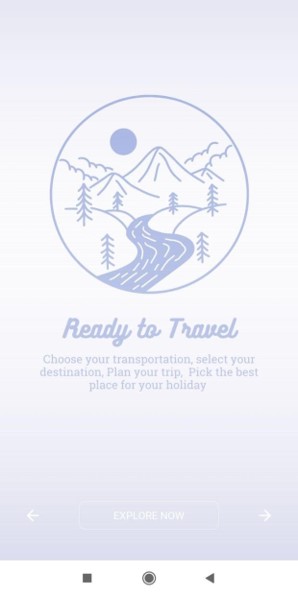 Ready to Travel
Choose your transportation, select your
destination, Plan your trip, Pick the best
place for your holiday
EXPLORE NOW